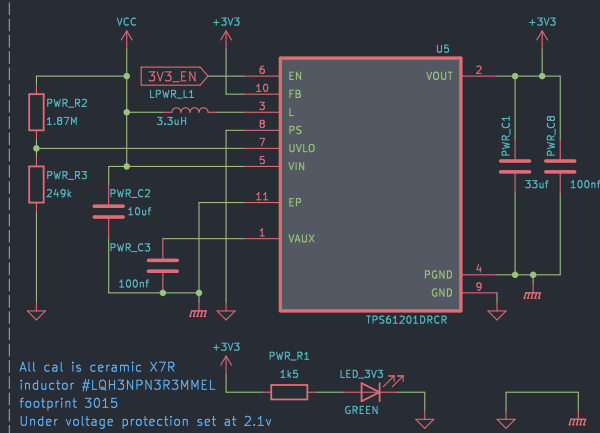 VCC
+3V3
+3V3
U5
3V3_EN
6
EN
VOUT
2
LPWR_L1
10
FB
PWR_R2
3
L
1.87M
3.3uH
8
PS
PWR_C1
PWR_C8
7
UVLO
5
VIN
PWR_R3
249k
PWR_C2
33uf
100nf
10uf
11
EP
1
VAUX
PWR_C3
100nf
PGND
4
GND
9
TPS61201DRCR
+3V3
PWR_R1
LED_3V3
1k5
GREEN
All cal is ceramic X7R
inductor #LQH3NPN3R3MMEL
footprint 3015
Under voltage protection set at 2.1v